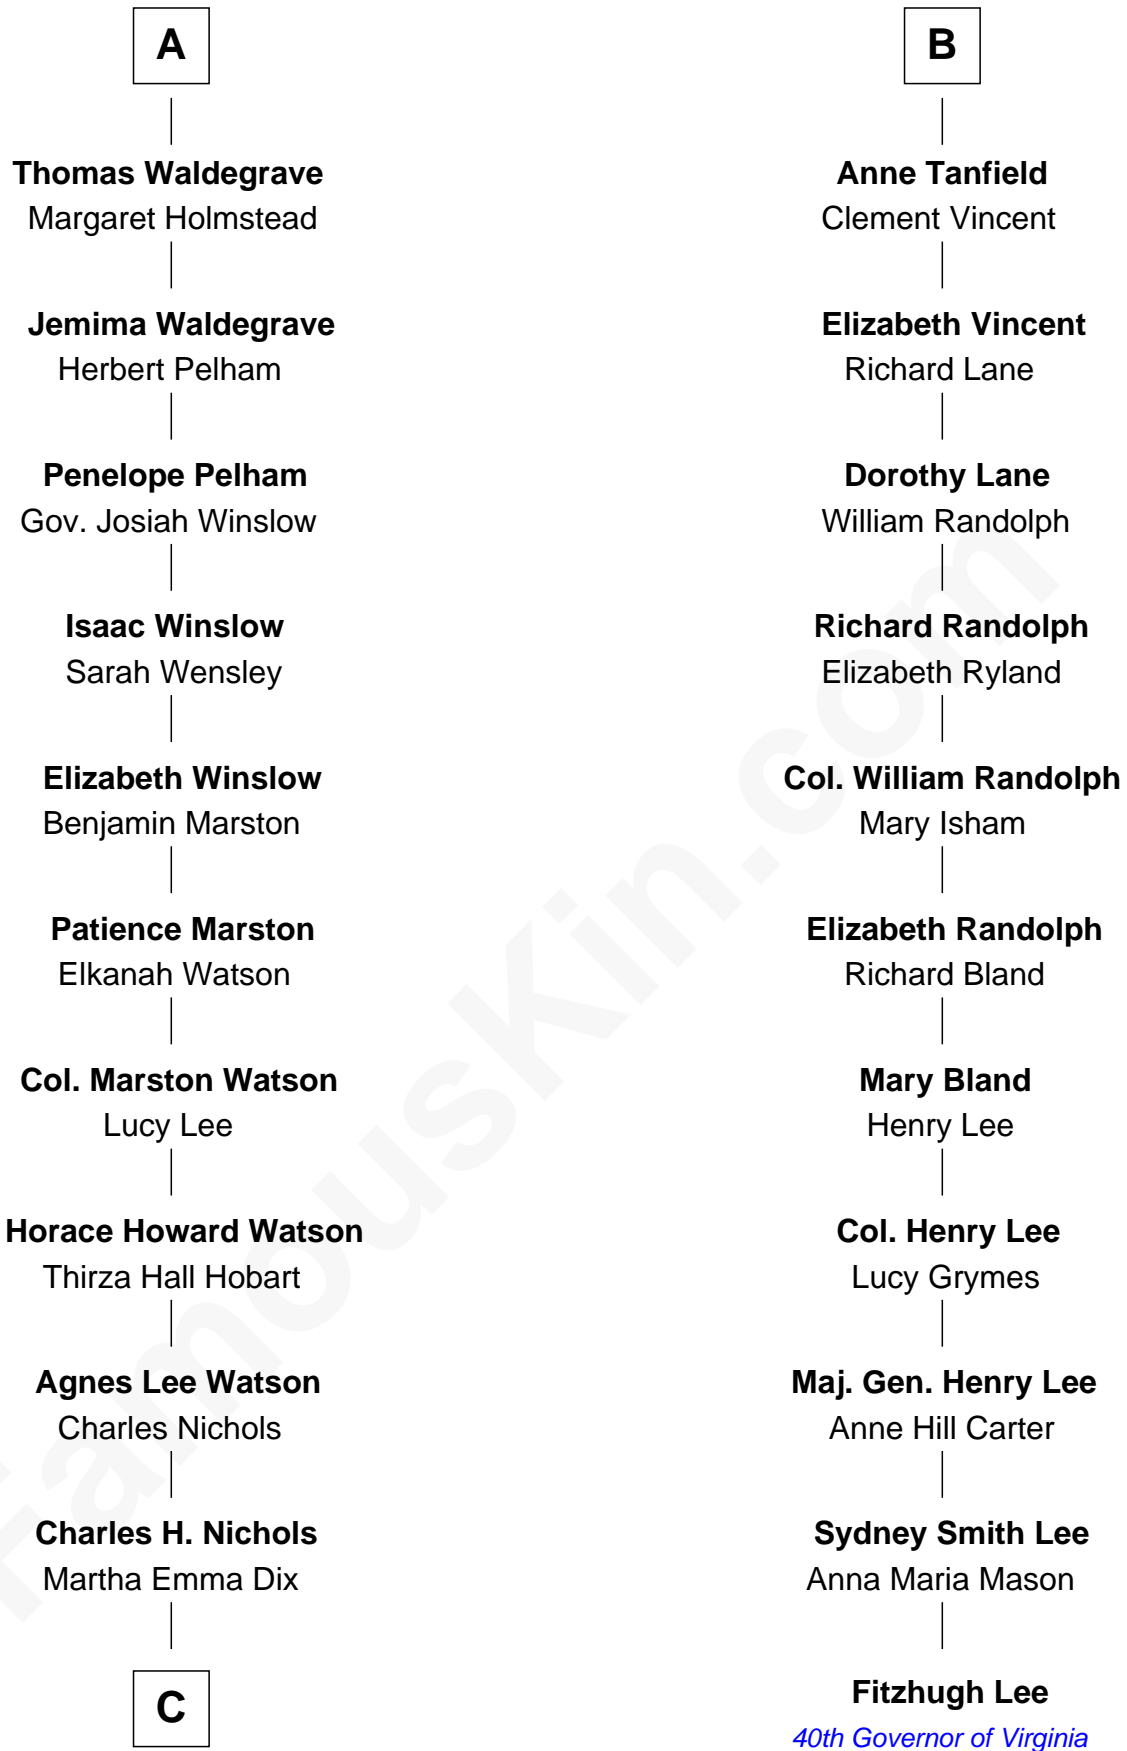 A
Thomas Waldegrave
Margaret Holmstead
Jemima Waldegrave
Herbert Pelham
Penelope Pelham
Gov. Josiah Winslow
Isaac Winslow
Sarah Wensley
Elizabeth Winslow
Benjamin Marston
Patience Marston
Elkanah Watson
Col. Marston Watson
Lucy Lee
Horace Howard Watson
Thirza Hall Hobart
Agnes Lee Watson
Charles Nichols
Charles H. Nichols
Martha Emma Dix
C
B
Anne Tanfield
Clement Vincent
Elizabeth Vincent
Richard Lane
Dorothy Lane
William Randolph
Richard Randolph
Elizabeth Ryland
Col. William Randolph
Mary Isham
Elizabeth Randolph
Richard Bland
Mary Bland
Henry Lee
Col. Henry Lee
Lucy Grymes
Maj. Gen. Henry Lee
Anne Hill Carter
Sydney Smith Lee
Anna Maria Mason
Fitzhugh Lee
40th Governor of Virginia
FamousKin.com